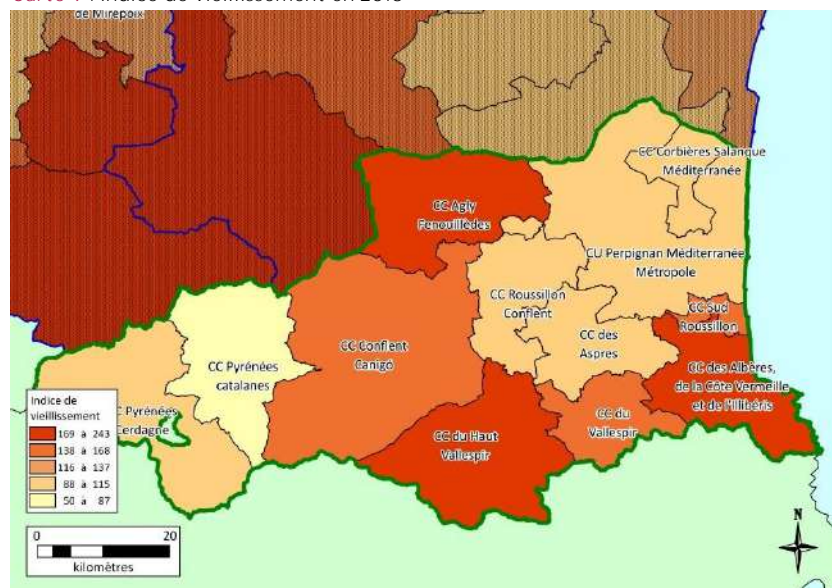 de Mirepoix
CC Corbières Salanque
Méditerranée
CC Agly
Fenouillèdes
CU Perpignan Méditerranée
Métropole
CC Roussillon
Conflent
CC Sud
Roussillon
CC Conflent
Canigó
CC des
Aspres
CC Pyrénées
catalanes
CC des Albères,
de la Côte Vermeille
et de l'Illibéris
CC du
Vallespir
CC du Haut
Vallespir
Pyrénées
Cerdagne
Indice de
vieillissement
169 à 243
138 à 168
116 à 137
88 à 115
50 à 87
0 20
kilomètres
N